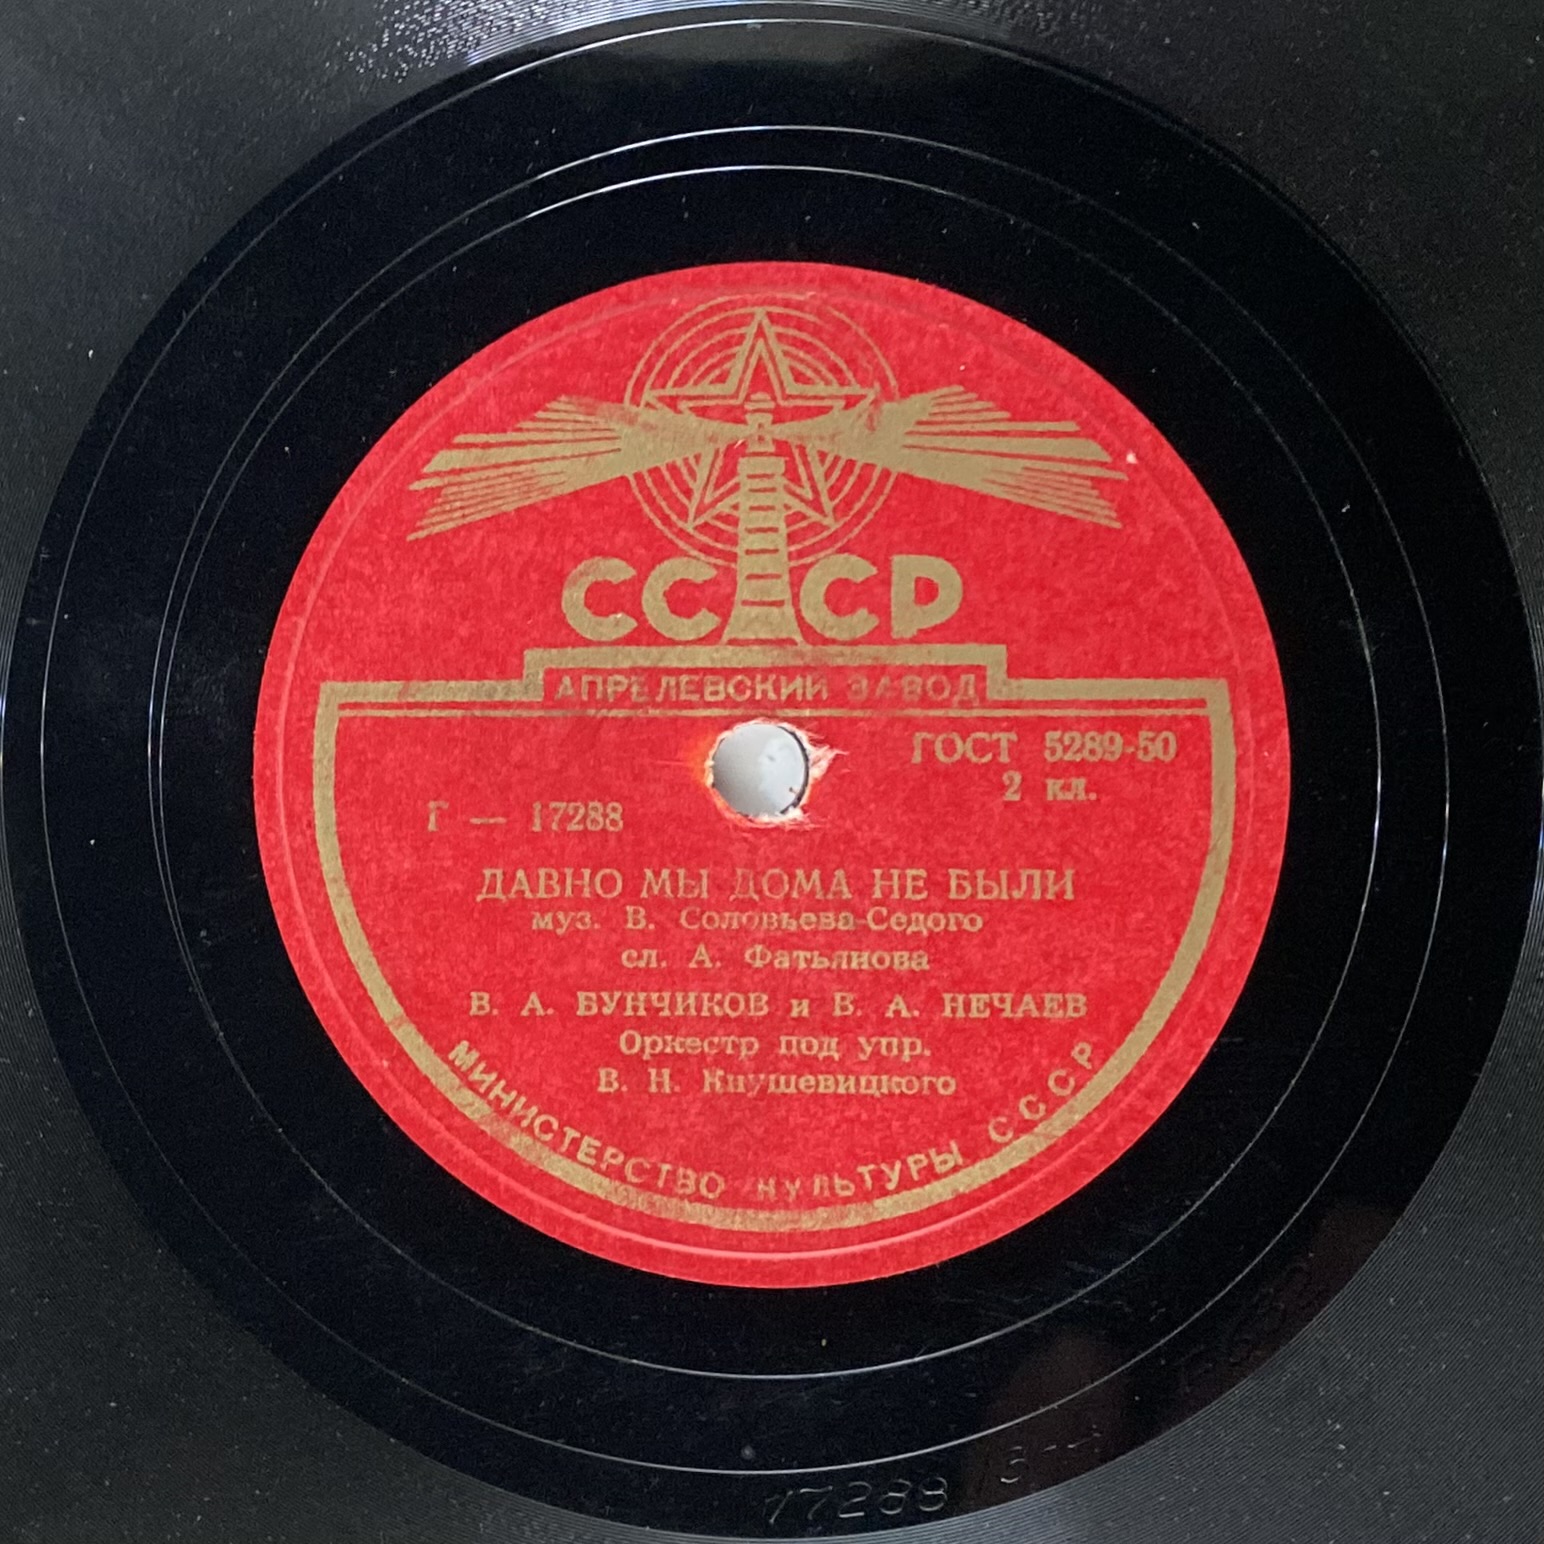 СССР
АПРЕЛЕВСКИЙ ЗАВОД
ГОСТ 5289-50
2 кл.
Г — 17288
ДАВНО МЫ ДОМА НЕ БЫЛИ
муз. В. Соловьева-Седого
сл. А. Фатьянова
В. А. БУНЧИКОВ и В. А. НЕЧАЕВ
Оркестр под упр.
В. Н. Кнушевицкого
МИНИСТЕРСТВО КУЛЬТУРЫ СССР
17288